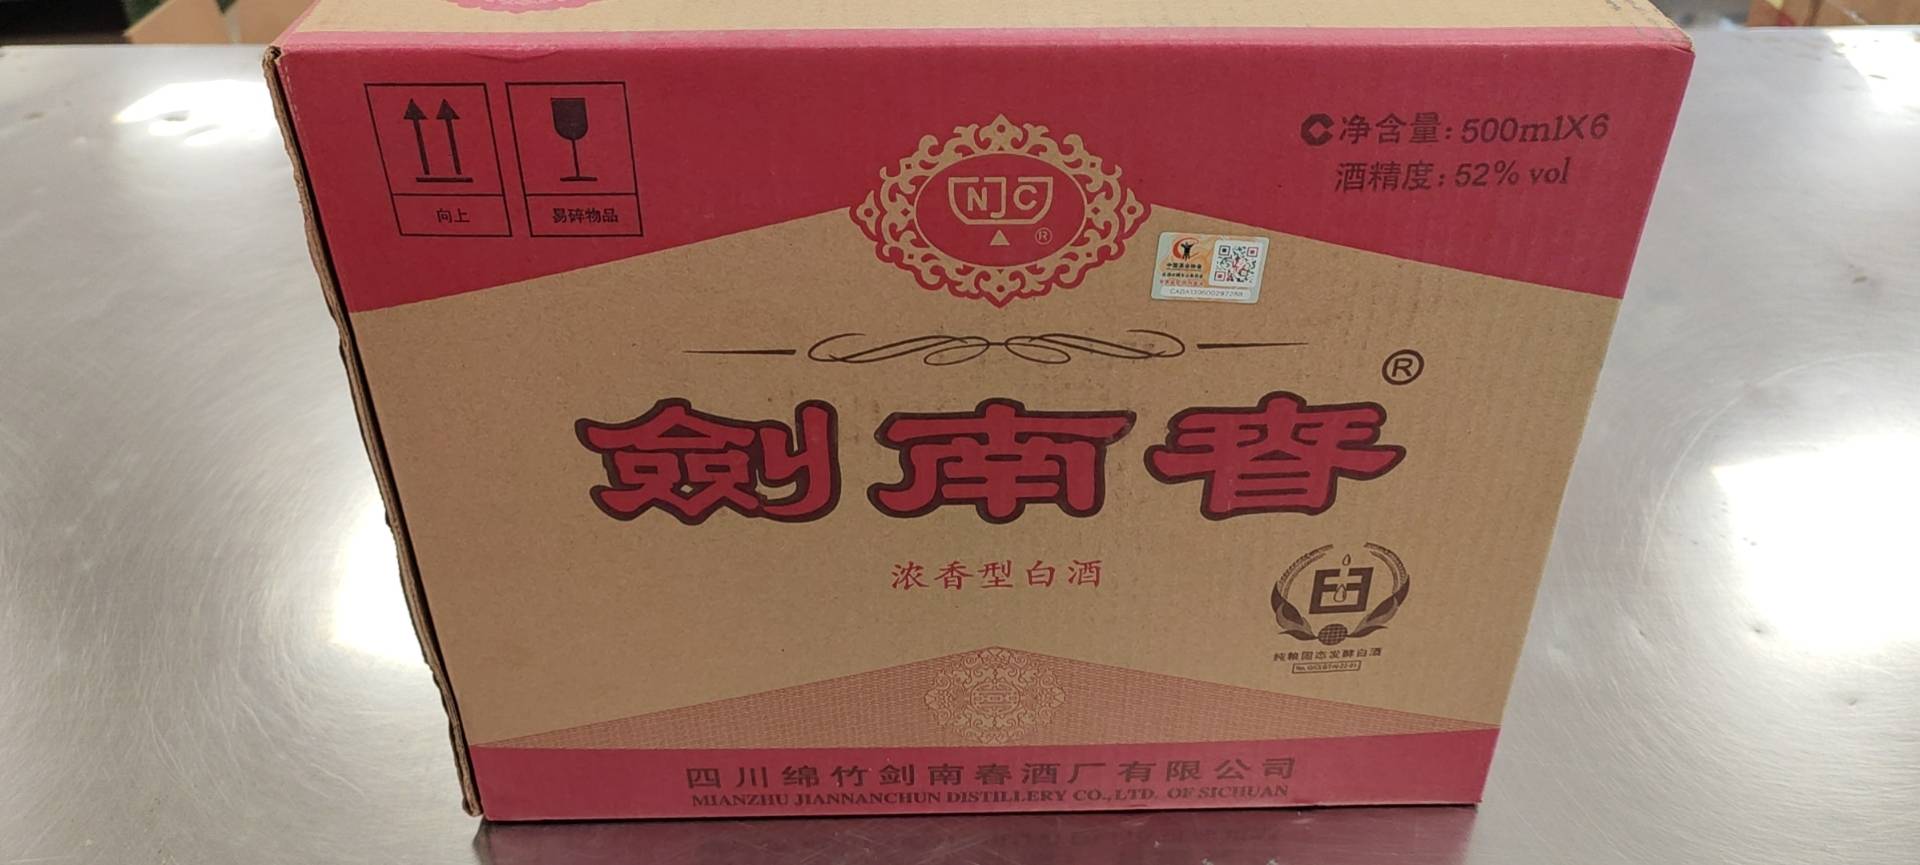 向上
易碎物品
NJC
®
净含量: 500mlX6
酒精度: 52% vol
剑南春®
浓香型白酒
纯粮固态发酵白酒
四川绵竹剑南春酒厂有限公司
MIANZHU JIANNANCHUN DISTILLERY CO., LTD. OF SICHUAN